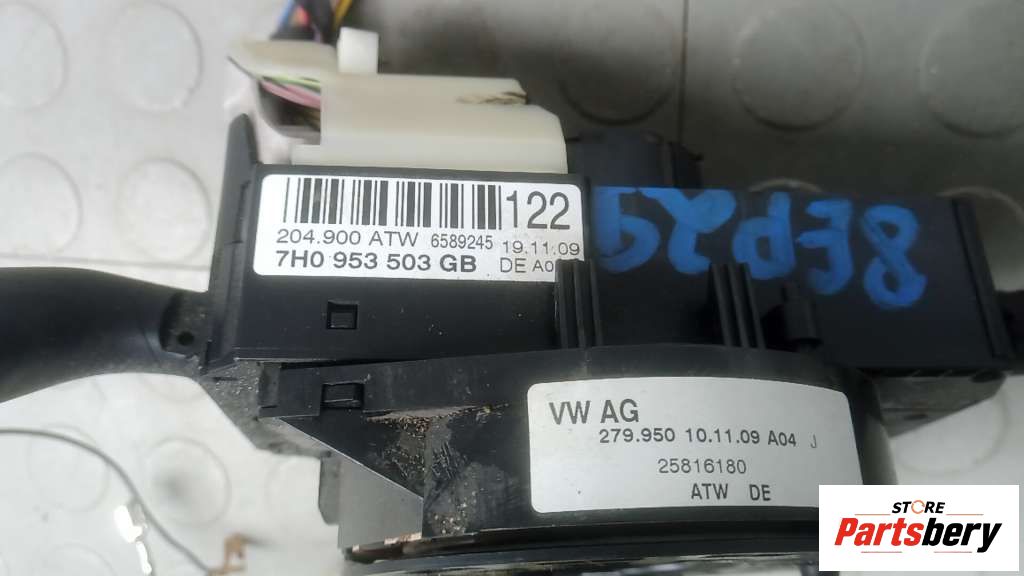 122
204.900 ATW 6589245 19.11.09
7H0 953 503 GB DE A0
8EP29
VW AG
279.950 10.11.09 A04 J
25816180
ATW DE
STORE
Partsbery